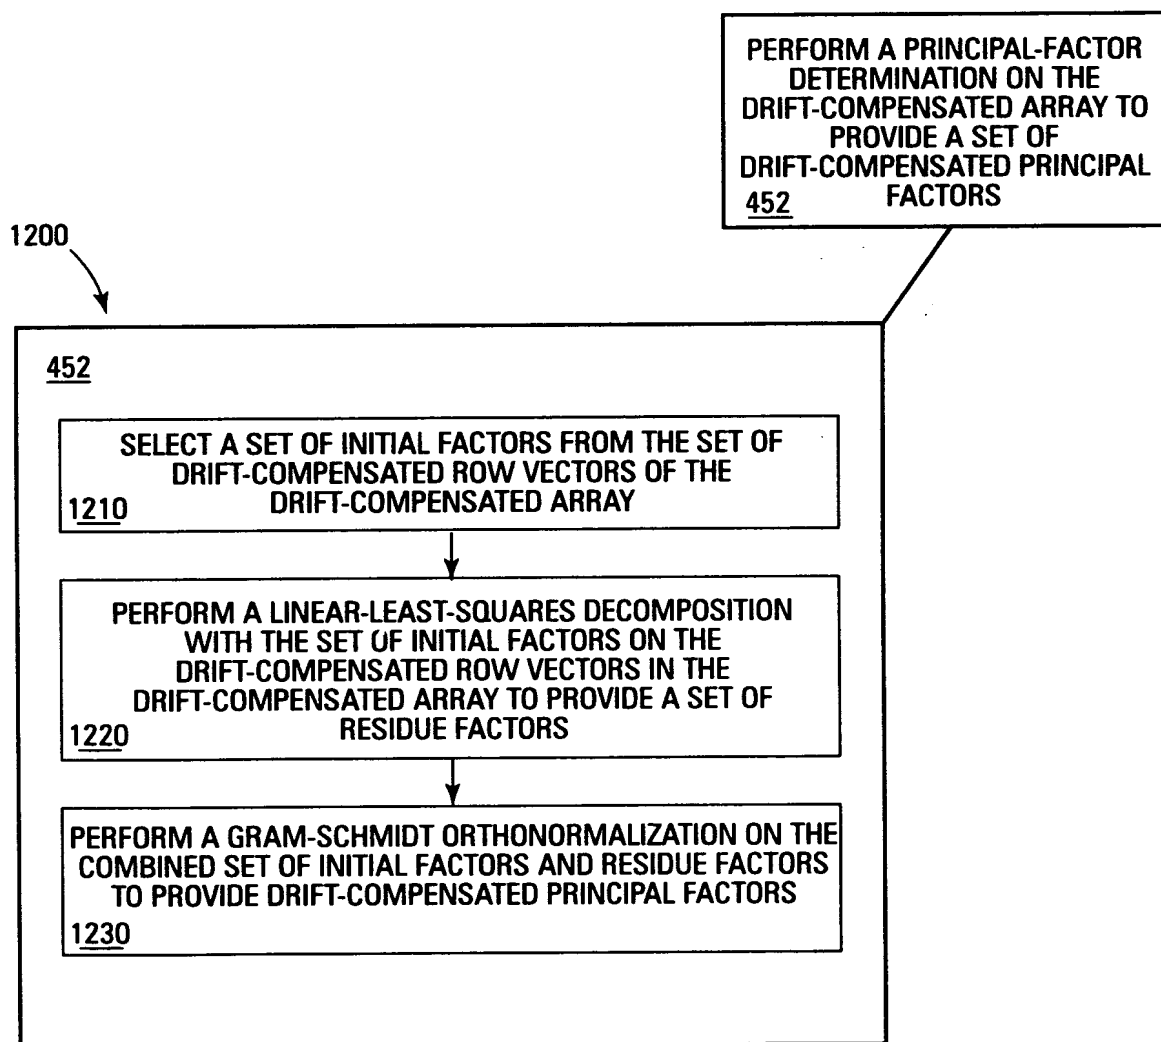 PERFORM A PRINCIPAL-FACTOR
DETERMINATION ON THE
DRIFT-COMPENSATED ARRAY TO
PROVIDE A SET OF
DRIFT-COMPENSATED PRINCIPAL
FACTORS
452
1200
452
SELECT A SET OF INITIAL FACTORS FROM THE SET OF
DRIFT-COMPENSATED ROW VECTORS OF THE
DRIFT-COMPENSATED ARRAY
1210
PERFORM A LINEAR-LEAST-SQUARES DECOMPOSITION
WITH THE SET OF INITIAL FACTORS ON THE
DRIFT-COMPENSATED ROW VECTORS IN THE
DRIFT-COMPENSATED ARRAY TO PROVIDE A SET OF
RESIDUE FACTORS
1220
PERFORM A GRAM-SCHMIDT ORTHONORMALIZATION ON THE
COMBINED SET OF INITIAL FACTORS AND RESIDUE FACTORS
TO PROVIDE DRIFT-COMPENSATED PRINCIPAL FACTORS
1230